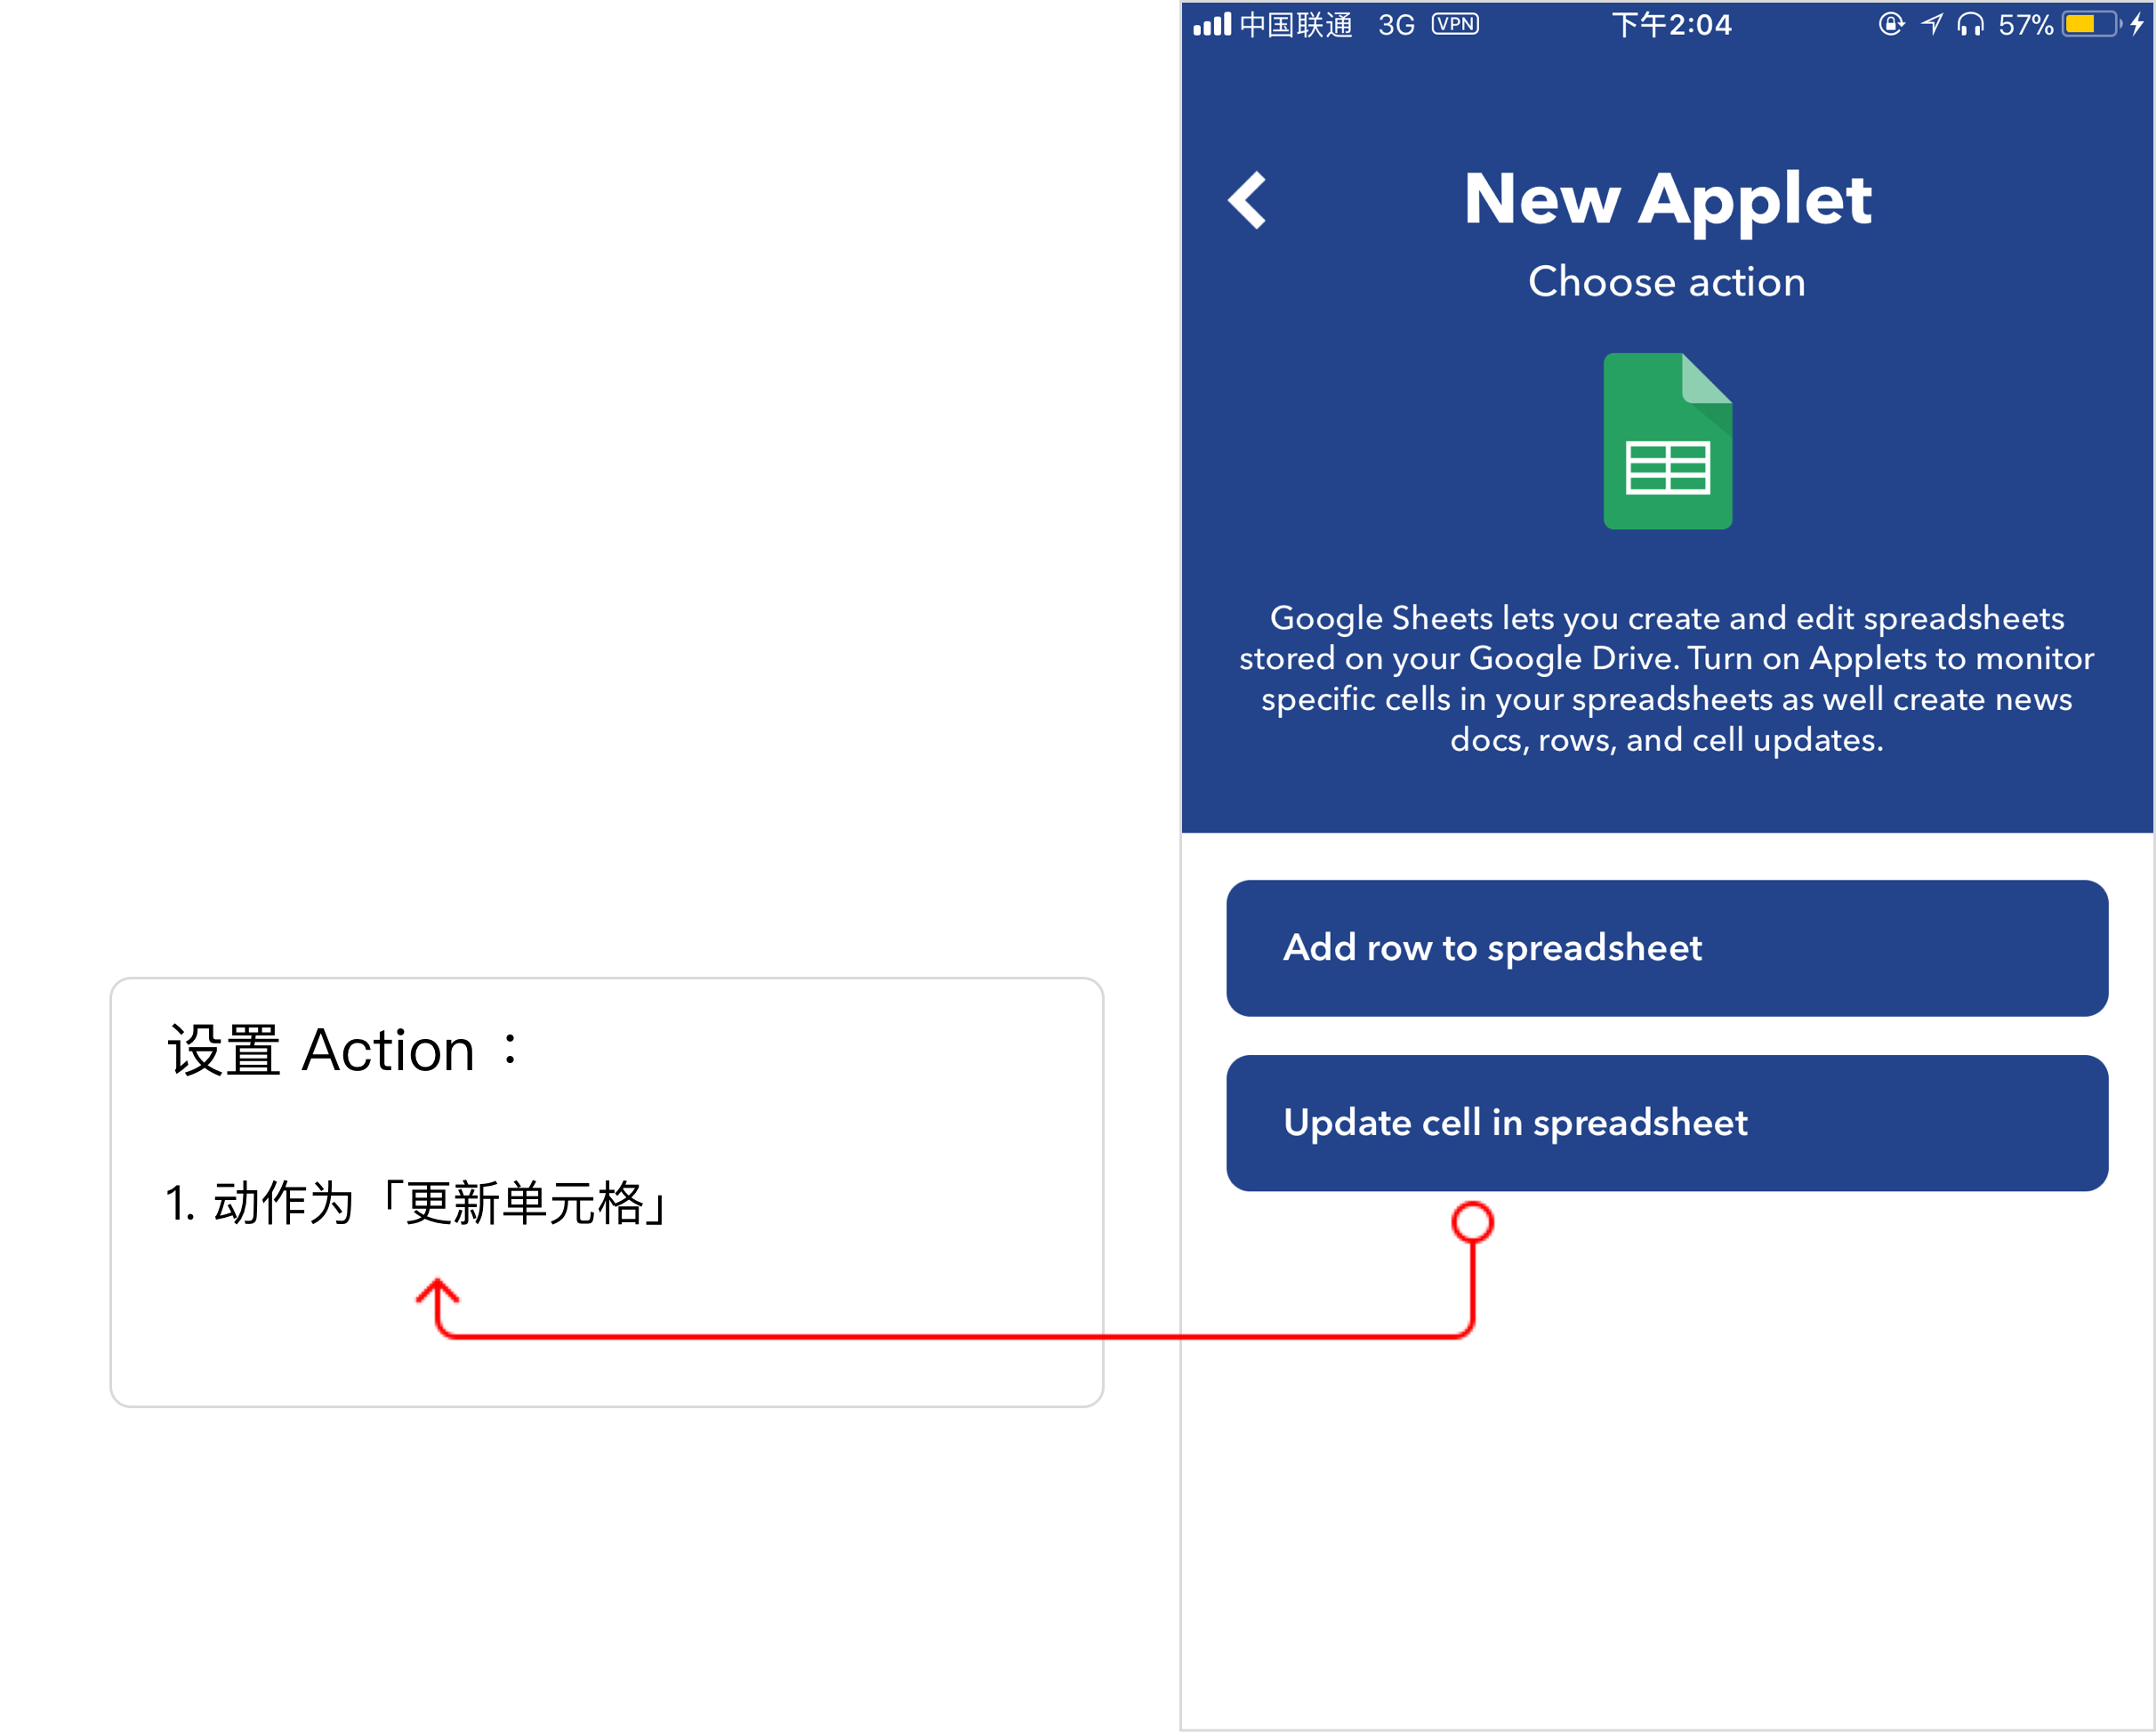 中国联通 3G VPN 下午2:04 57%
New Applet
Choose action
Google Sheets lets you create and edit spreadsheets
stored on your Google Drive. Turn on Applets to monitor
specific cells in your spreadsheets as well create news
docs, rows, and cell updates.
Add row to spreadsheet
Update cell in spreadsheet
设置 Action：
1. 动作为「更新单元格」